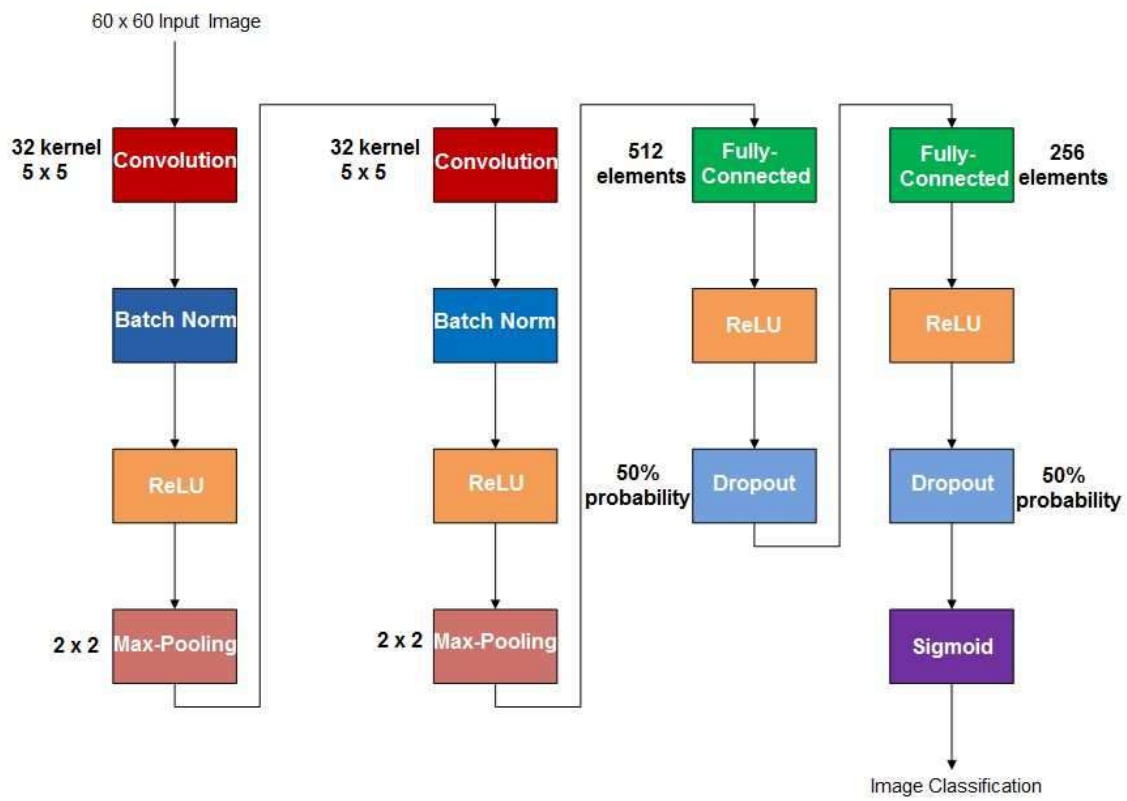 60 x 60 Input Image
32 kernel
5 x 5
Convolution
Batch Norm
ReLU
2 x 2
Max-Pooling
32 kernel
5 x 5
Convolution
Batch Norm
ReLU
2 x 2
Max-Pooling
512
elements
Fully-
Connected
ReLU
50%
probability
Dropout
Fully-
Connected
256
elements
ReLU
Dropout
50%
probability
Sigmoid
Image Classification